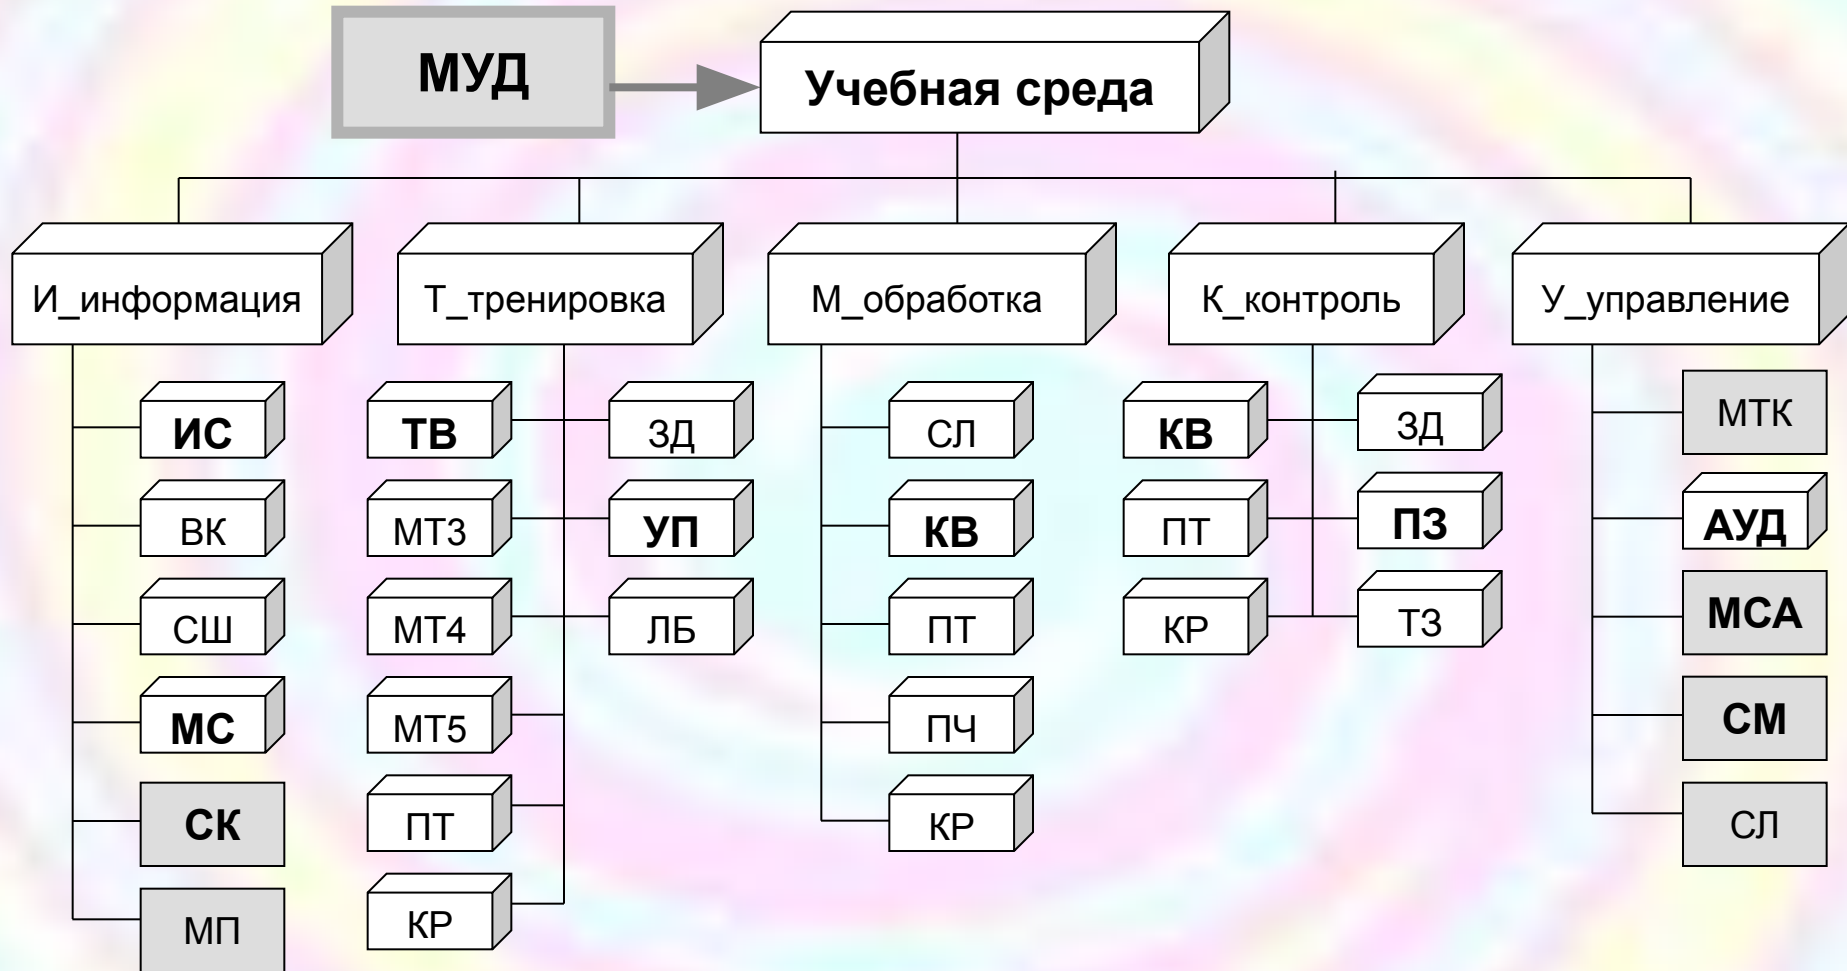 МУД
Учебная среда
И_информация
Т_тренировка
М_обработка
К_контроль
У_управление
ИС
ВК
СШ
МС
СК
МП
ТВ
МТ3
МТ4
МТ5
ПТ
КР
ЗД
УП
ЛБ
СЛ
КВ
ПТ
ПЧ
КР
КВ
ПТ
КР
ЗД
ПЗ
ТЗ
МТК
АУД
МСА
СМ
СЛ